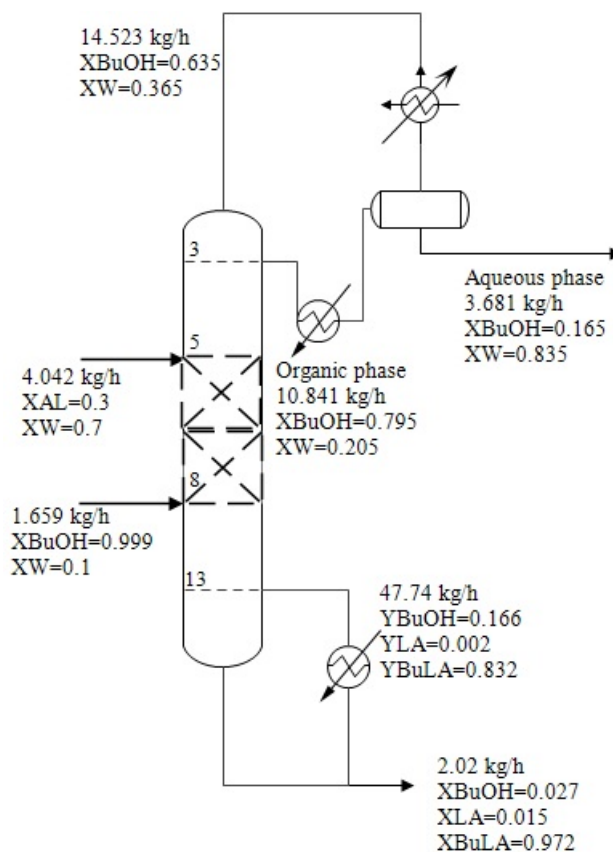 14.523 kg/h
XBuOH=0.635
XW=0.365
3
Aqueous phase
3.681 kg/h
XBuOH=0.165
XW=0.835
5
4.042 kg/h
XAL=0.3
XW=0.7
Organic phase
10.841 kg/h
XBuOH=0.795
XW=0.205
8
1.659 kg/h
XBuOH=0.999
XW=0.1
13
47.74 kg/h
YBuOH=0.166
YLA=0.002
YBuLA=0.832
2.02 kg/h
XBuOH=0.027
XLA=0.015
XBuLA=0.972